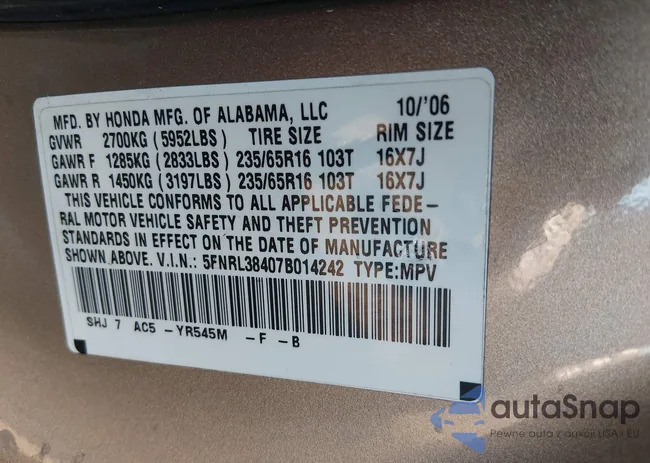 MFD. BY HONDA MFG. OF ALABAMA, LLC 10/'06
GVWR 2700KG (5952LBS) TIRE SIZE RIM SIZE
GAWR F 1285KG (2833LBS) 235/65R16 103T 16X7J
GAWR R 1450KG (3197LBS) 235/65R16 103T 16X7J
THIS VEHICLE CONFORMS TO ALL APPLICABLE FEDE-
RAL MOTOR VEHICLE SAFETY AND THEFT PREVENTION
STANDARDS IN EFFECT ON THE DATE OF MANUFACTURE
SHOWN ABOVE. V.I.N.: 5FNRL38407B014242 TYPE:MPV
SHJ 7 AC5 -YR545M -F -B
autaSnap
Pewne auta z aukcji USA i EU